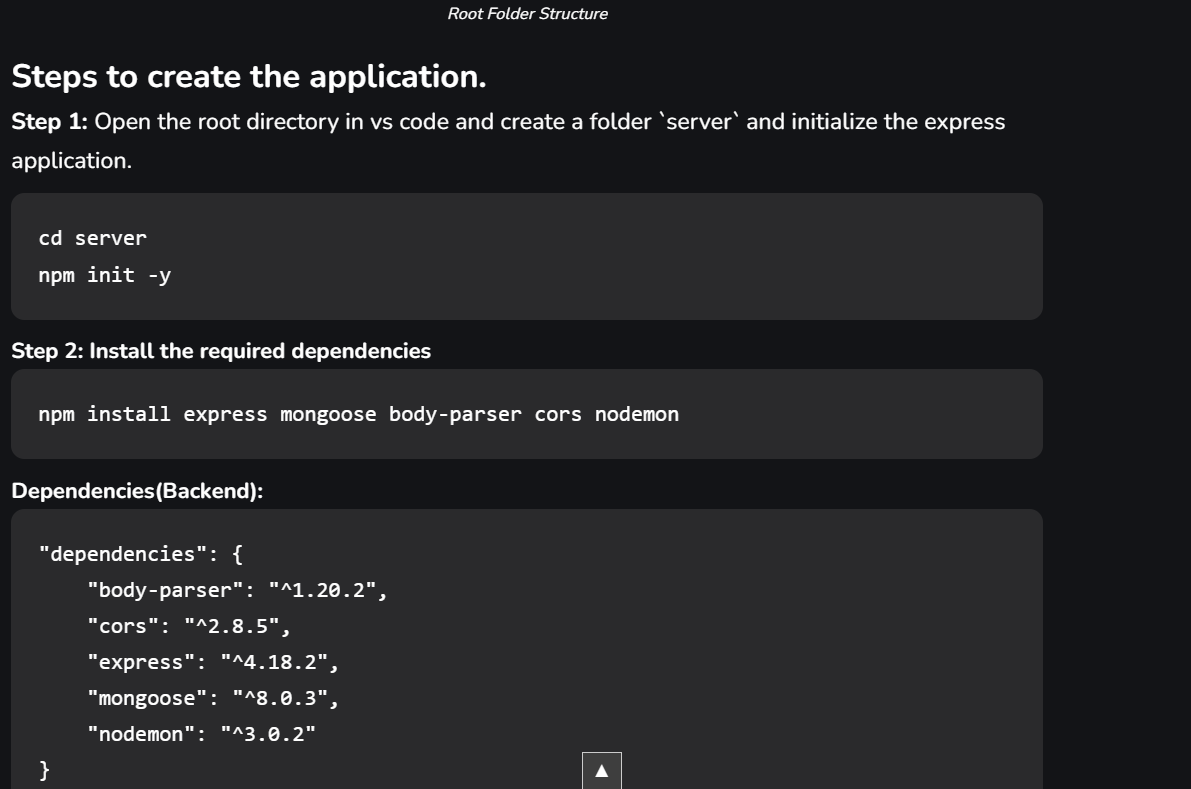 Root Folder Structure
Steps to create the application.
Step 1: Open the root directory in vs code and create a folder `server` and initialize the express
application.
cd server
npm init -y
Step 2: Install the required dependencies
npm install express mongoose body-parser cors nodemon
Dependencies(Backend):
"dependencies": {
    "body-parser": "^1.20.2",
    "cors": "^2.8.5",
    "express": "^4.18.2",
    "mongoose": "^8.0.3",
    "nodemon": "^3.0.2"
}